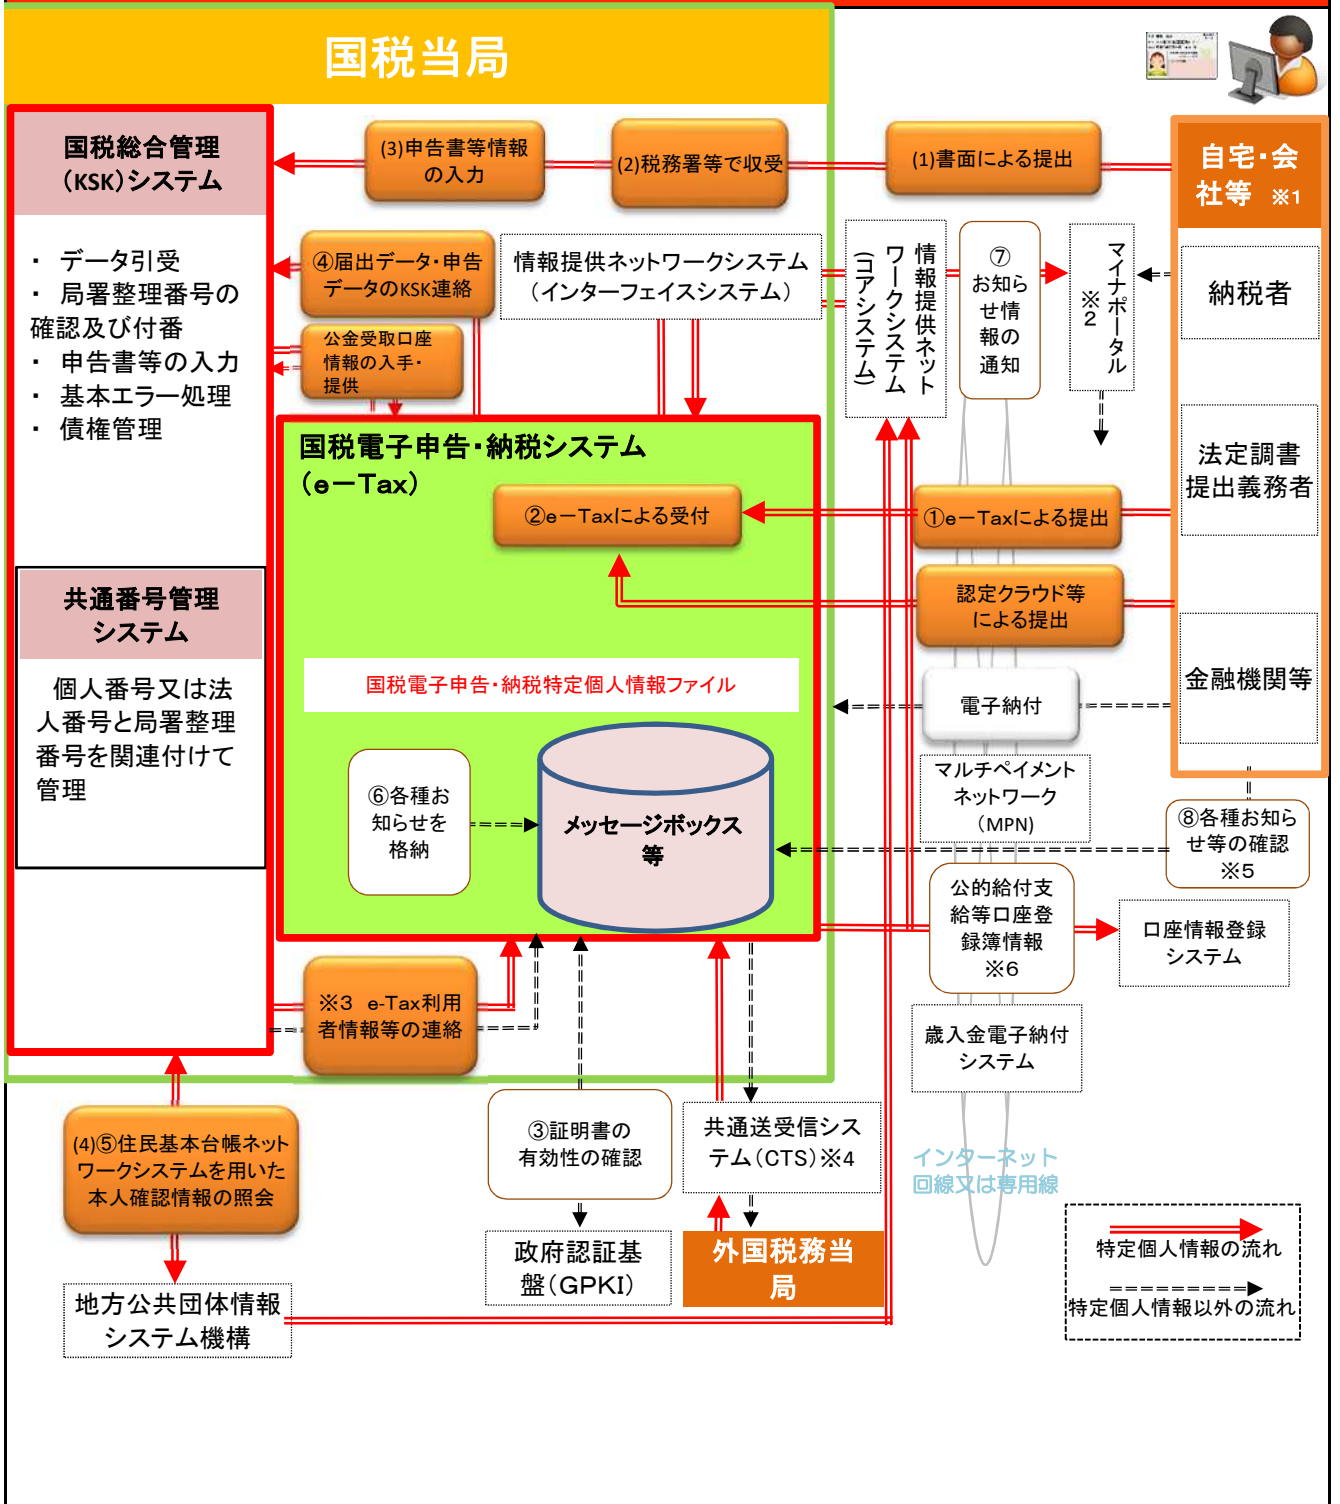 国税当局
国税総合管理
（KSK）システム
・ データ引受
・ 局署整理番号の
確認及び付番
・ 申告書等の入力
・ 基本エラー処理
・ 債権管理
共通番号管理
システム
個人番号又は法
人番号と局署整理
番号を関連付けて
管理
(3)申告書等情報
の入力
(2)税務署等で収受
(1)書面による提出
自宅・会
社等 ※1
納税者
法定調書
提出義務者
金融機関等
④届出データ・申告
データのKSK連絡
公金受取口座
情報の入手・
提供
情報提供ネットワークシステム
（インターフェイスシステム）
情報提供ネット
ワークシステム
(コアシステム)
⑦
お知ら
せ情
報の
通知
マイナポータル
※2
国税電子申告・納税システム
（e－Tax）
②e－Taxによる受付
①e－Taxによる提出
認定クラウド等
による提出
国税電子申告・納税特定個人情報ファイル
電子納付
マルチペイメント
ネットワーク
（MPN)
⑥各種お
知らせを
格納
メッセージボックス
等
⑧各種お知ら
せ等の確認
※5
公的給付支
給等口座登
録簿情報
※6
口座情報登録
システム
※3 e-Tax利用
者情報等の連絡
歳入金電子納付
システム
(4)⑤住民基本台帳ネット
ワークシステムを用いた
本人確認情報の照会
③証明書の
有効性の確認
共通送受信シス
テム（CTS）※4
インターネット
回線又は専用線
政府認証基
盤（GPKI）
外国税務当
局
地方公共団体情報
システム機構
特定個人情報の流れ
特定個人情報以外の流れ